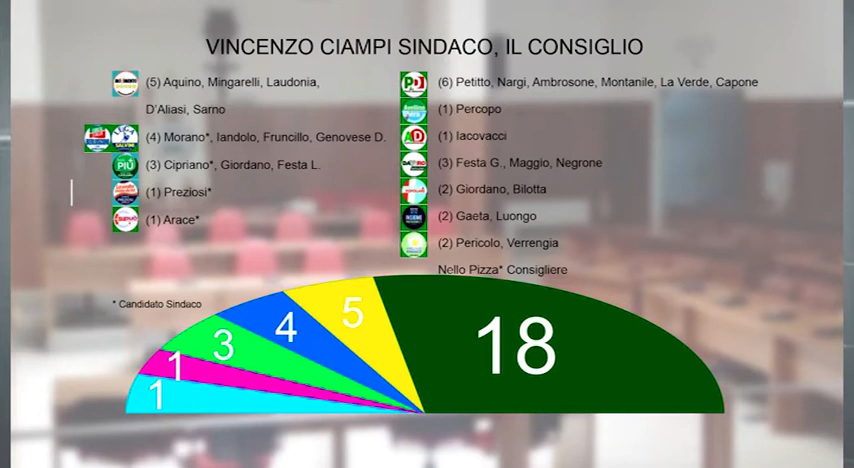 VINCENZO CIAMPI SINDACO, IL CONSIGLIO
(5) Aquino, Mingarelli, Laudonia,
D'Aliasi, Sarno
(4) Morano*, Iandolo, Fruncillo, Genovese D.
(3) Cipriano*, Giordano, Festa L.
(1) Preziosi*
(1) Arace*
* Candidato Sindaco
PD
(6) Petitto, Nargi, Ambrosone, Montanile, La Verde, Capone
(1) Percopo
(1) Iacovacci
(3) Festa G., Maggio, Negrone
(2) Giordano, Bilotta
(2) Gaeta, Luongo
(2) Pericolo, Verrengia
Nello Pizza* Consigliere
1
1
3
4
5
18